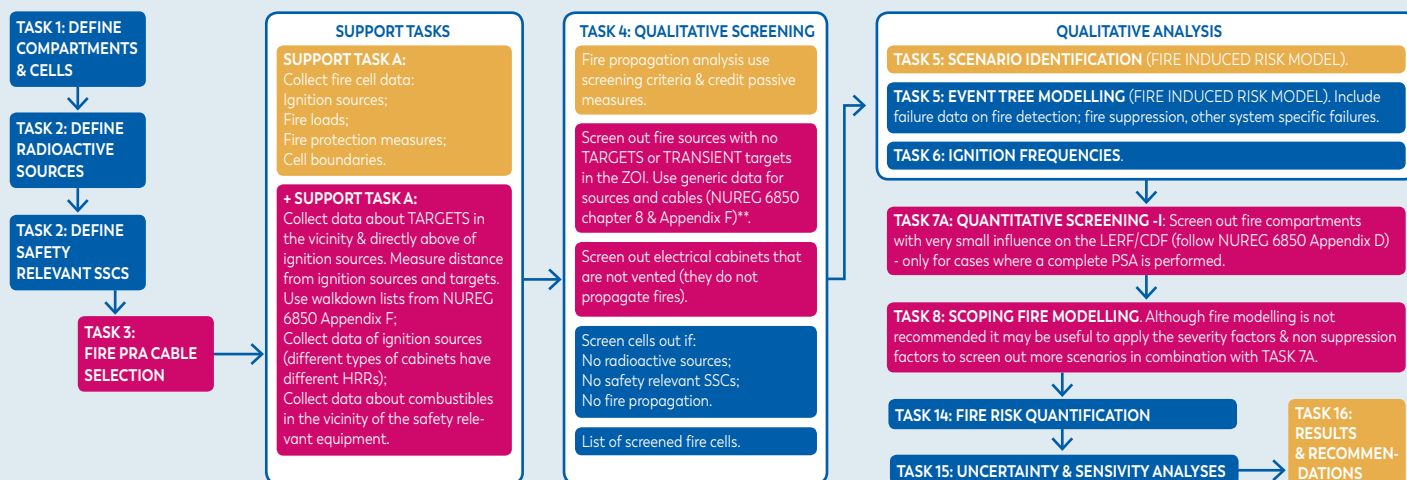 TASK 1: DEFINE
COMPARTMENTS
& CELLS
TASK 2: DEFINE
RADIOACTIVE
SOURCES
TASK 2: DEFINE
SAFETY
RELEVANT SSCS
TASK 3:
FIRE PRA CABLE
SELECTION
SUPPORT TASKS
SUPPORT TASK A:
Collect fire cell data:
Ignition sources;
Fire loads;
Fire protection measures;
Cell boundaries.
+ SUPPORT TASK A:
Collect data about TARGETS in
the vicinity & directly above of
ignition sources. Measure distance
from ignition sources and targets.
Use walkdown lists from NUREG
6850 Appendix F;
Collect data of ignition sources
(different types of cabinets have
different HRRs);
Collect data about combustibles
in the vicinity of the safety rele-
vant equipment.
TASK 4: QUALITATIVE SCREENING
Fire propagation analysis use
screening criteria & credit passive
measures.
Screen out fire sources with no
TARGETS or TRANSIENT targets
in the ZOI. Use generic data for
sources and cables (NUREG 6850
chapter 8 & Appendix F)**.
Screen out electrical cabinets that
are not vented (they do not
propagate fires).
Screen cells out if:
No radioactive sources;
No safety relevant SSCs;
No fire propagation.
List of screened fire cells.
QUALITATIVE ANALYSIS
TASK 5: SCENARIO IDENTIFICATION (FIRE INDUCED RISK MODEL).
TASK 5: EVENT TREE MODELLING (FIRE INDUCED RISK MODEL). Include
failure data on fire detection; fire suppression, other system specific failures.
TASK 6: IGNITION FREQUENCIES.
TASK 7A: QUANTITATIVE SCREENING -I: Screen out fire compartments
with very small influence on the LERF/CDF (follow NUREG 6850 Appendix D)
- only for cases where a complete PSA is performed.
TASK 8: SCOPING FIRE MODELLING. Although fire modelling is not
recommended it may be useful to apply the severity factors & non suppression
factors to screen out more scenarios in combination with TASK 7A.
TASK 14: FIRE RISK QUANTIFICATION
TASK 15: UNCERTAINTY & SENSIVITY ANALYSES
TASK 16:
RESULTS
& RECOMMEN-
DATIONS